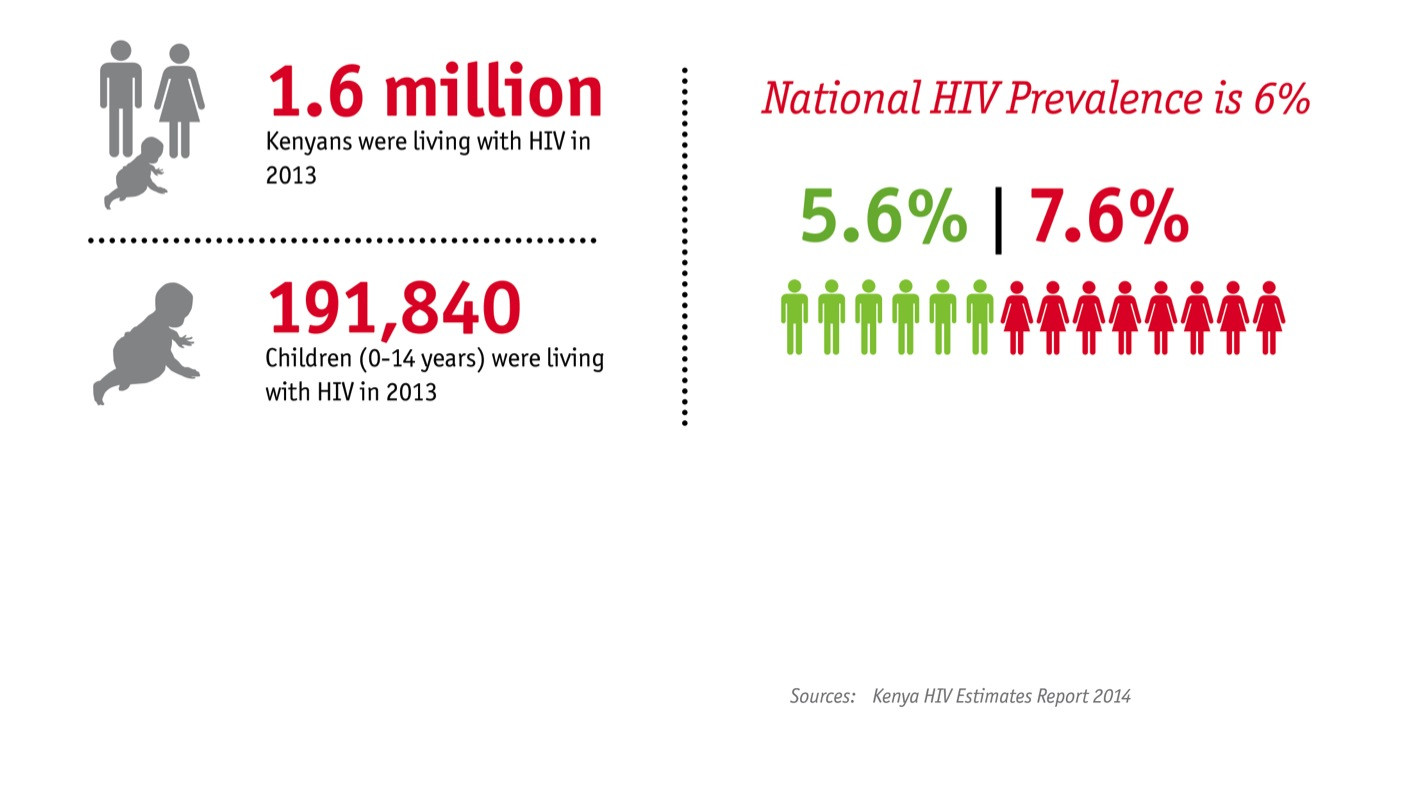 1.6 million
Kenyans were living with HIV in
2013
191,840
Children (0-14 years) were living
with HIV in 2013
National HIV Prevalence is 6%
5.6% | 7.6%
Sources: Kenya HIV Estimates Report 2014